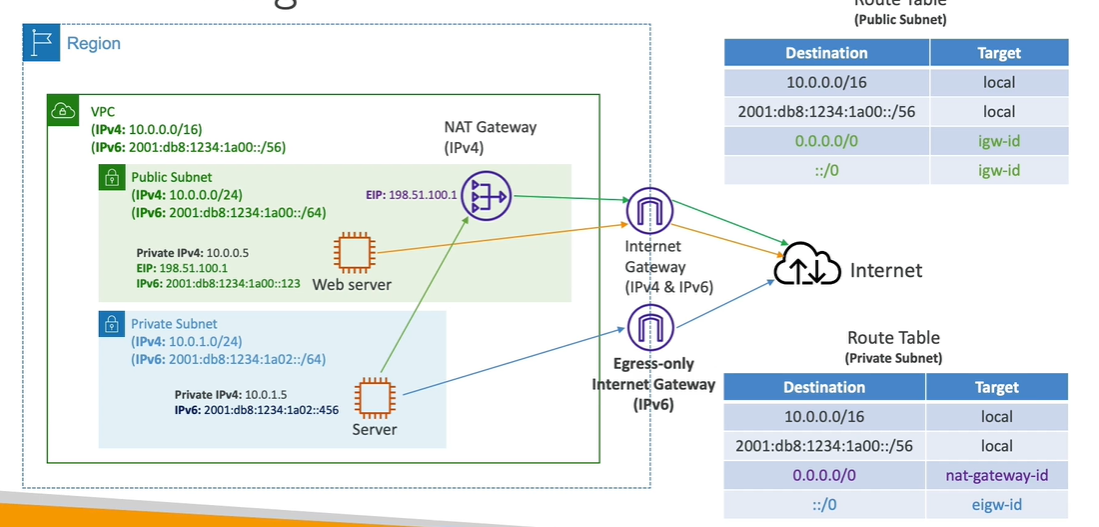 Route Table
(Public Subnet)
Region
Destination
Target
10.0.0.0/16
local
2001:db8:1234:1a00::/56
local
0.0.0.0/0
igw-id
::/0
igw-id
VPC
(IPv4: 10.0.0.0/16)
(IPv6: 2001:db8:1234:1a00::/56)
NAT Gateway
(IPv4)
Public Subnet
(IPv4: 10.0.0.0/24)
(IPv6: 2001:db8:1234:1a00::/64)
EIP: 198.51.100.1
Private IPv4: 10.0.0.5
EIP: 198.51.100.1
IPv6: 2001:db8:1234:1a00::123
Web server
Internet
Gateway
(IPv4 & IPv6)
Internet
Private Subnet
(IPv4: 10.0.1.0/24)
(IPv6: 2001:db8:1234:1a02::/64)
Private IPv4: 10.0.1.5
IPv6: 2001:db8:1234:1a02::456
Server
Egress-only
Internet Gateway
(IPv6)
Route Table
(Private Subnet)
Destination
Target
10.0.0.0/16
local
2001:db8:1234:1a00::/56
local
0.0.0.0/0
nat-gateway-id
::/0
eigw-id